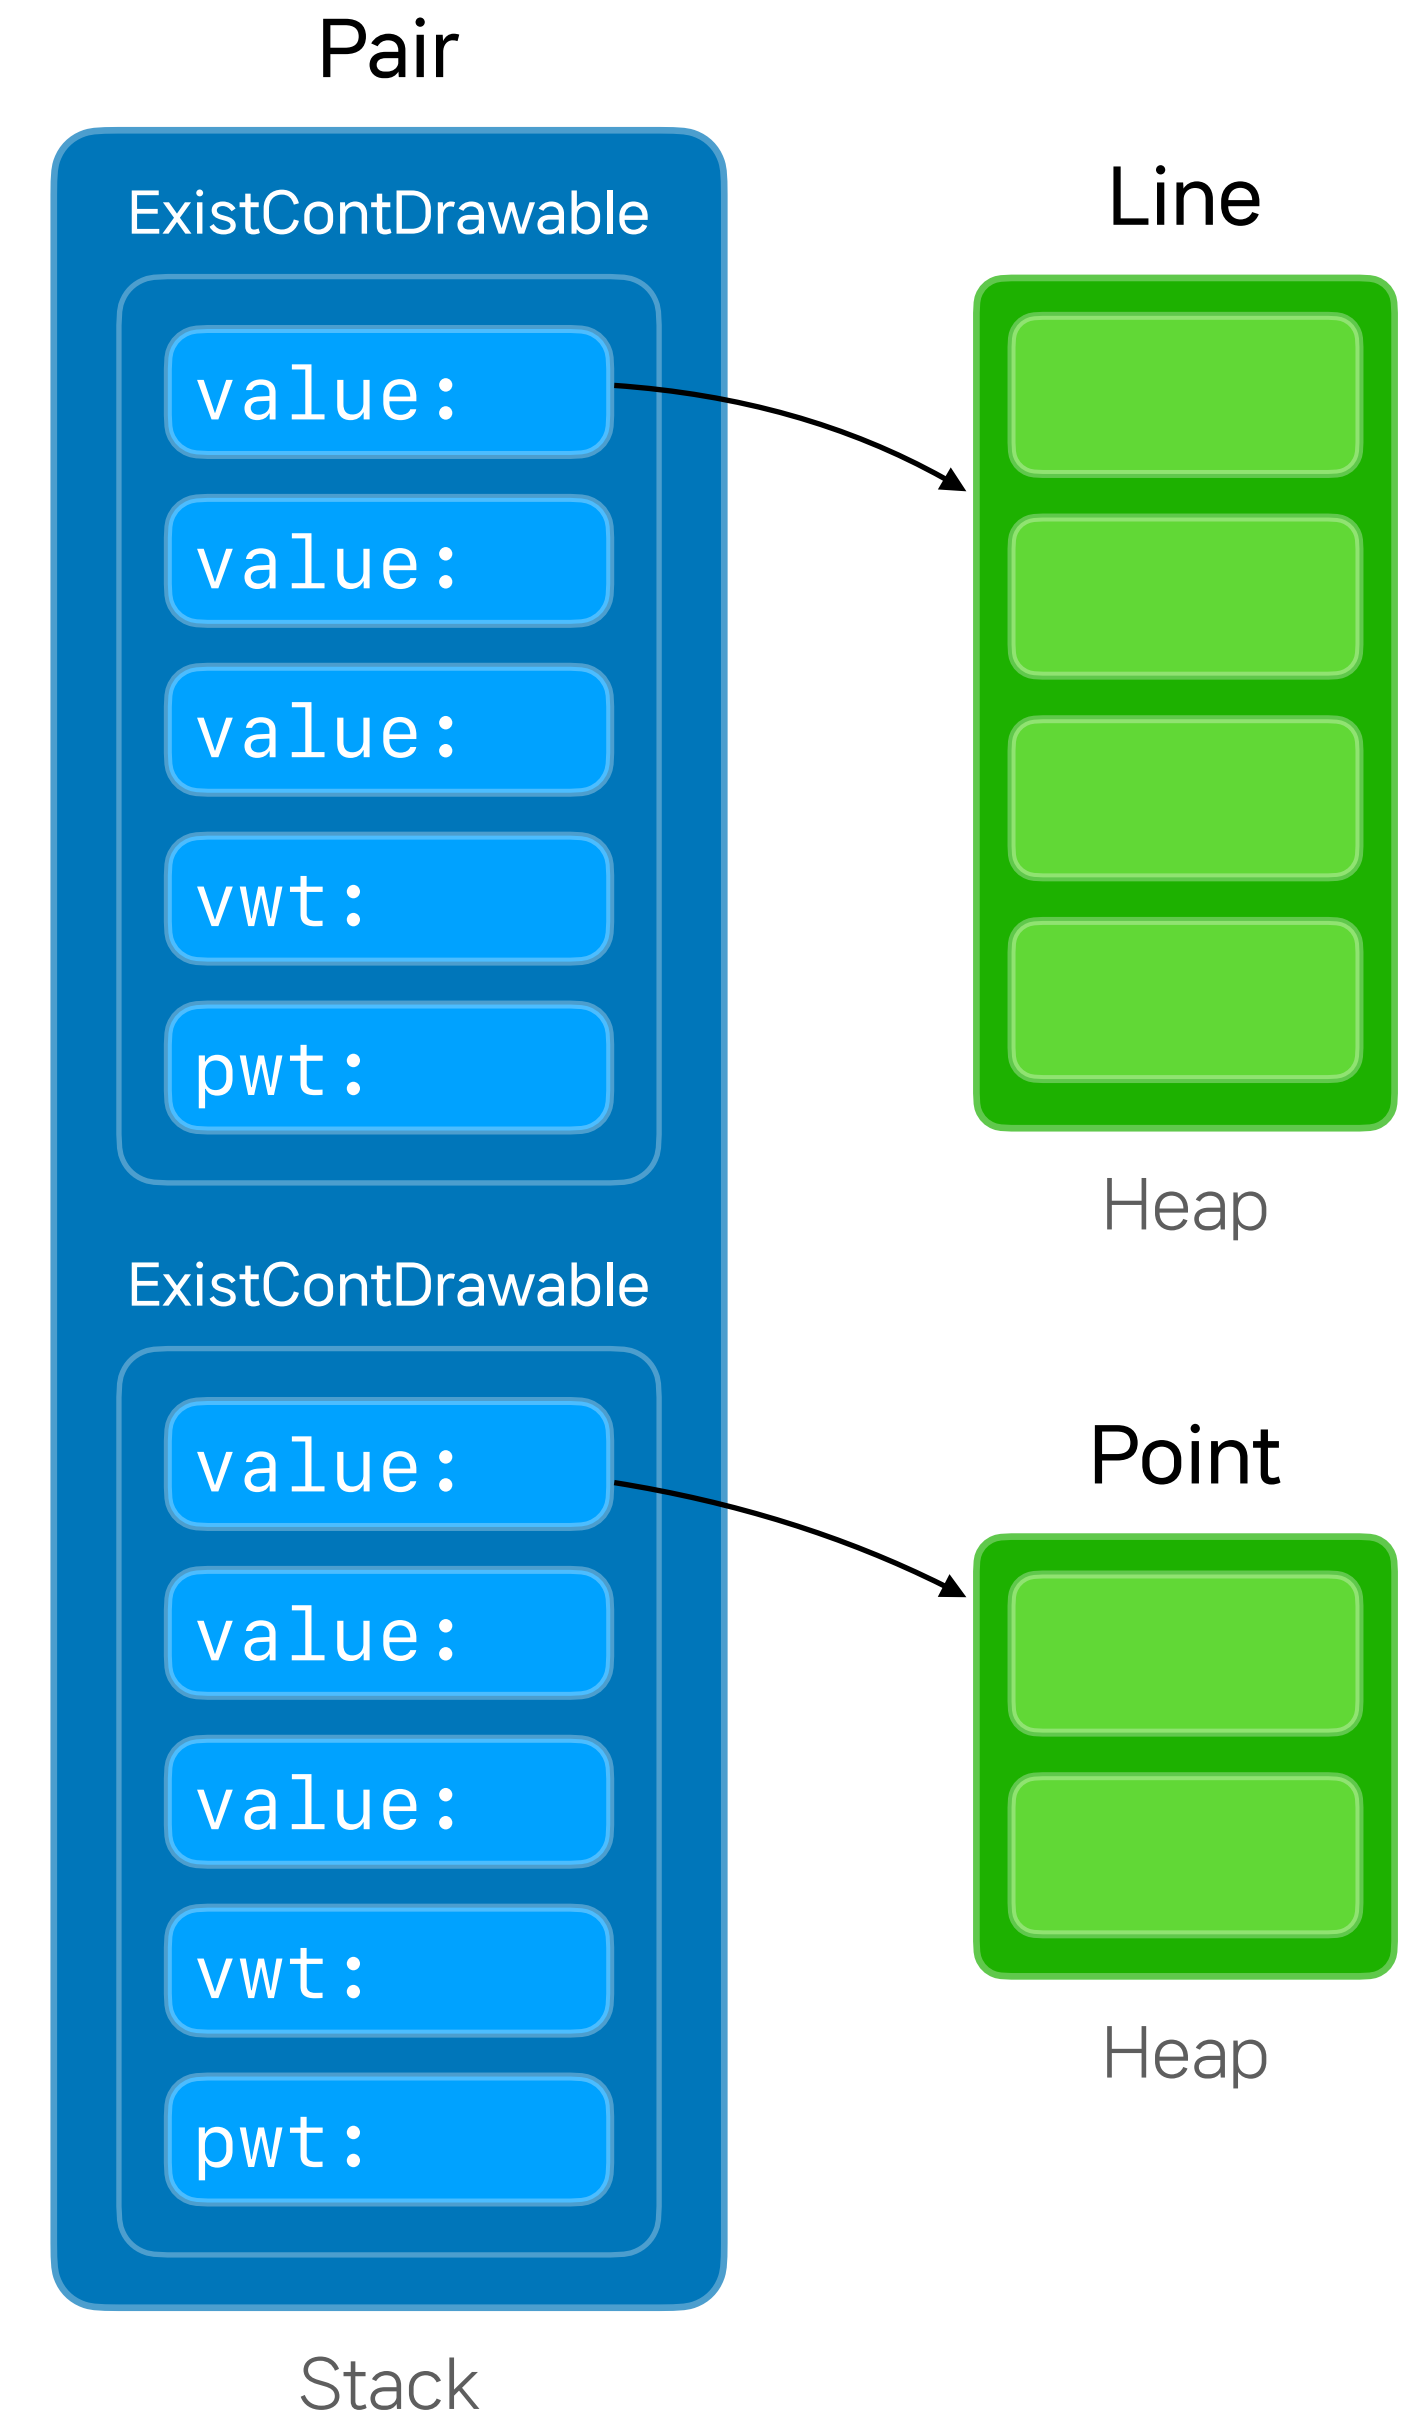 Pair
ExistContDrawable
value:
value:
value:
vwt:
pwt:
ExistContDrawable
value:
value:
value:
vwt:
pwt:
Stack
Line
Heap
Point
Heap